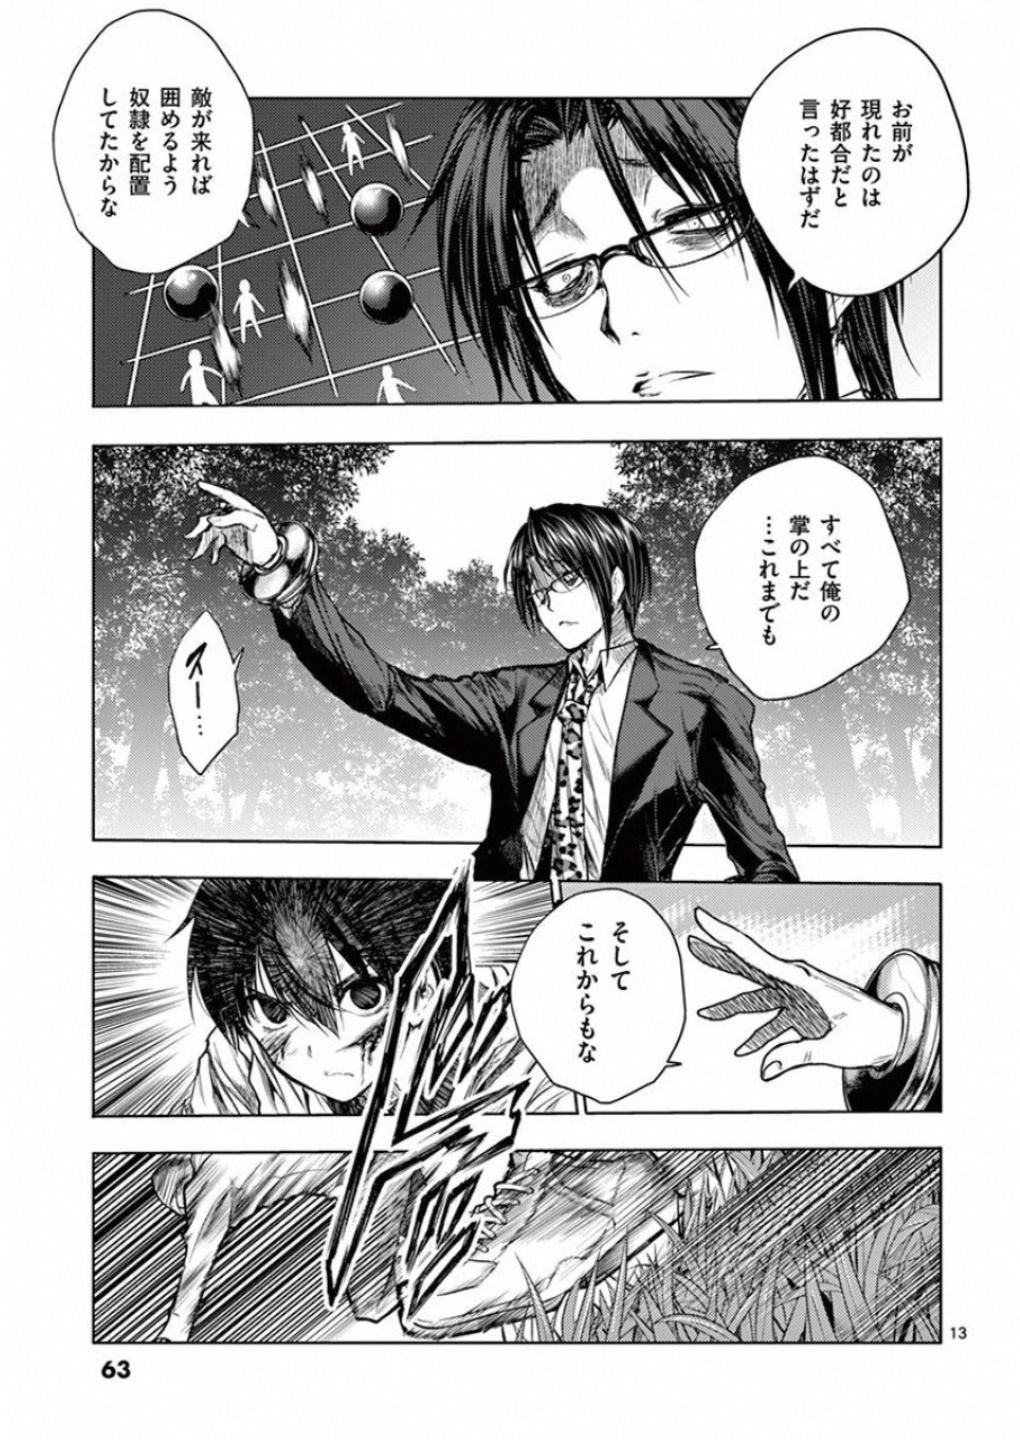 お前が
現れたのは
好都合だと
言ったはずだ
敵が来れば
囲めるよう
奴隷を配置
してたからな
すべて俺の
掌の上だ
…これまでも
スー…
そして
これからもな
ドン
13
63